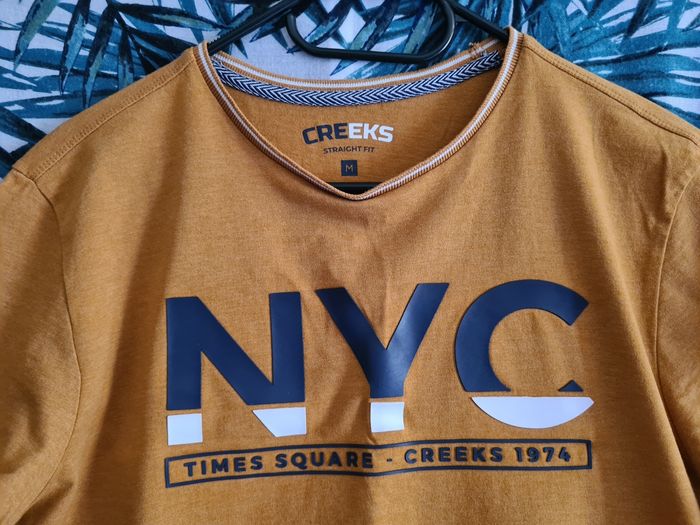 CREEKS
STRAIGHT FIT
M
NYC
TIMES SQUARE - CREEKS 1974